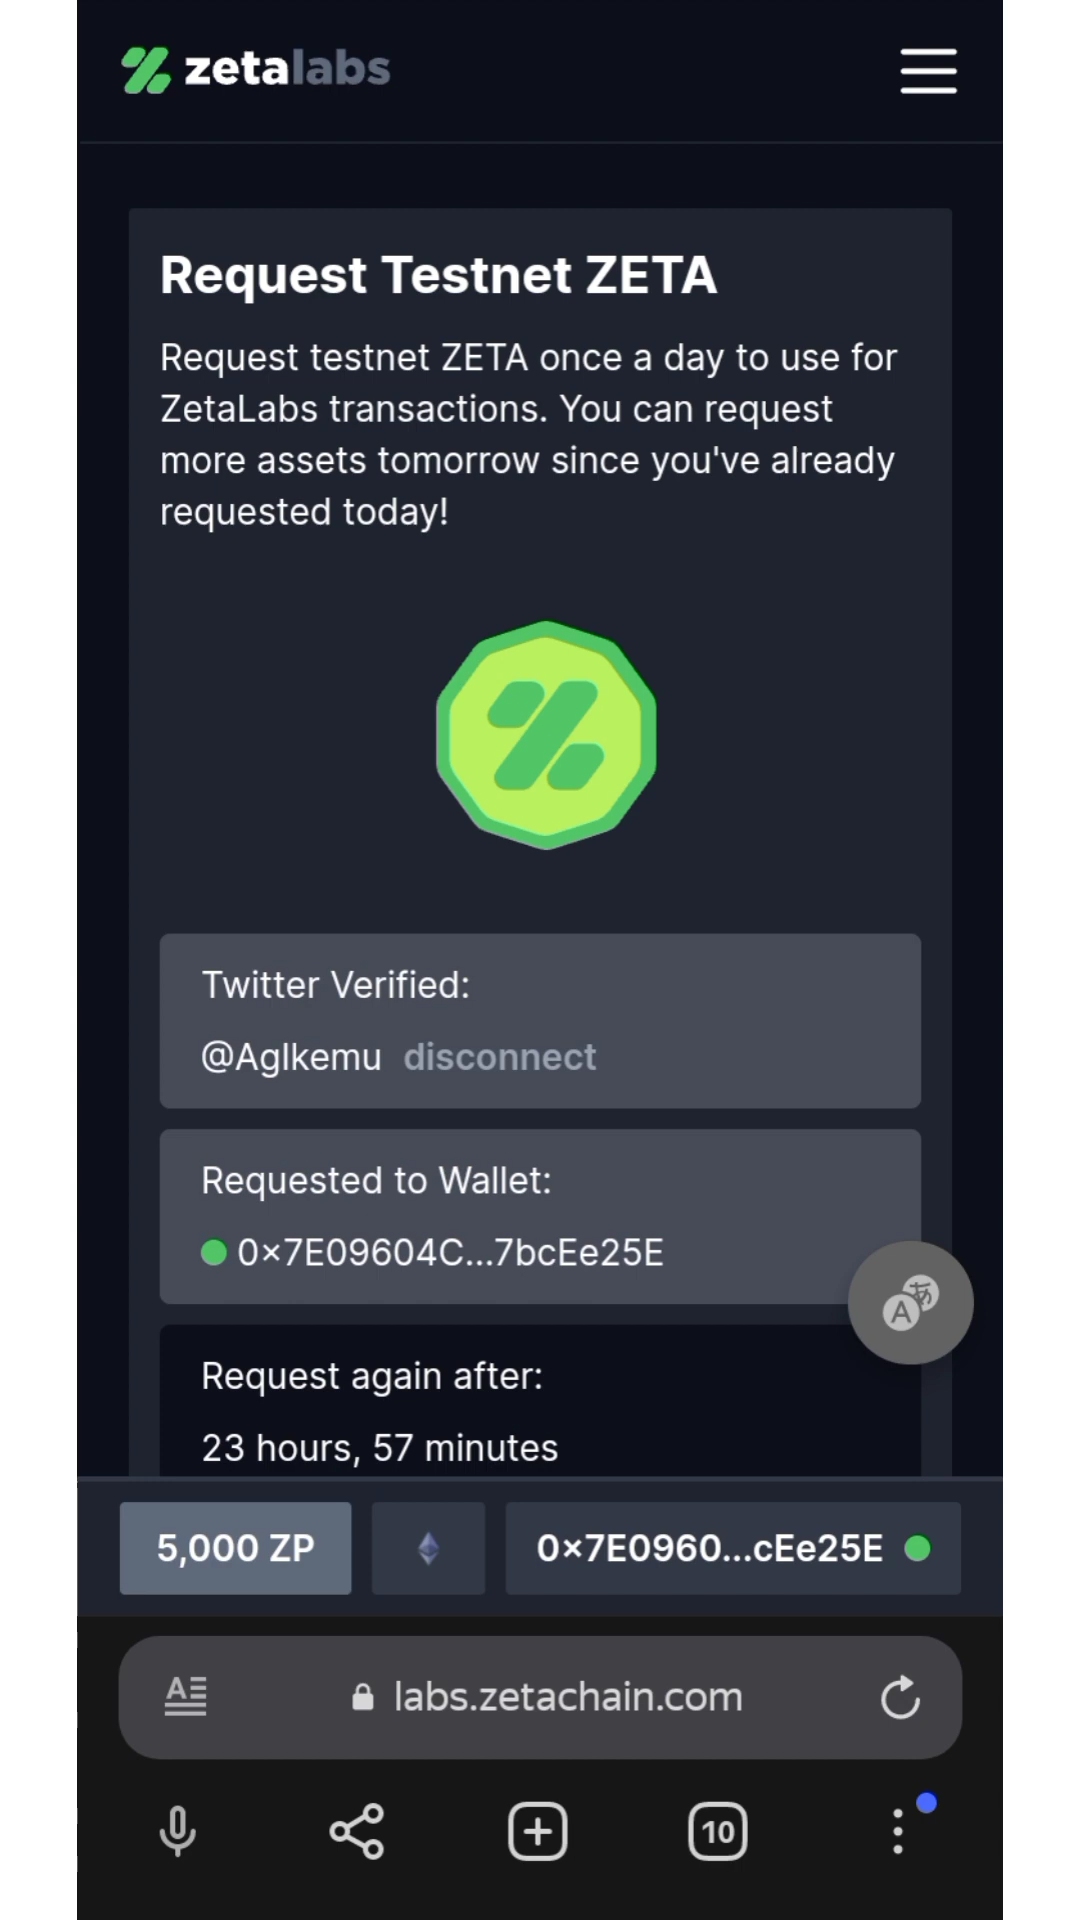 zetalabs
Request Testnet ZETA
Request testnet ZETA once a day to use for
ZetaLabs transactions. You can request
more assets tomorrow since you've already
requested today!
Twitter Verified:
@Aglkemu disconnect
Requested to Wallet:
0×7E09604C...7bcEe25E
A あ
Request again after:
23 hours, 57 minutes
5,000 ZP 0×7E0960...cEe25E
A labs.zetachain.com
10